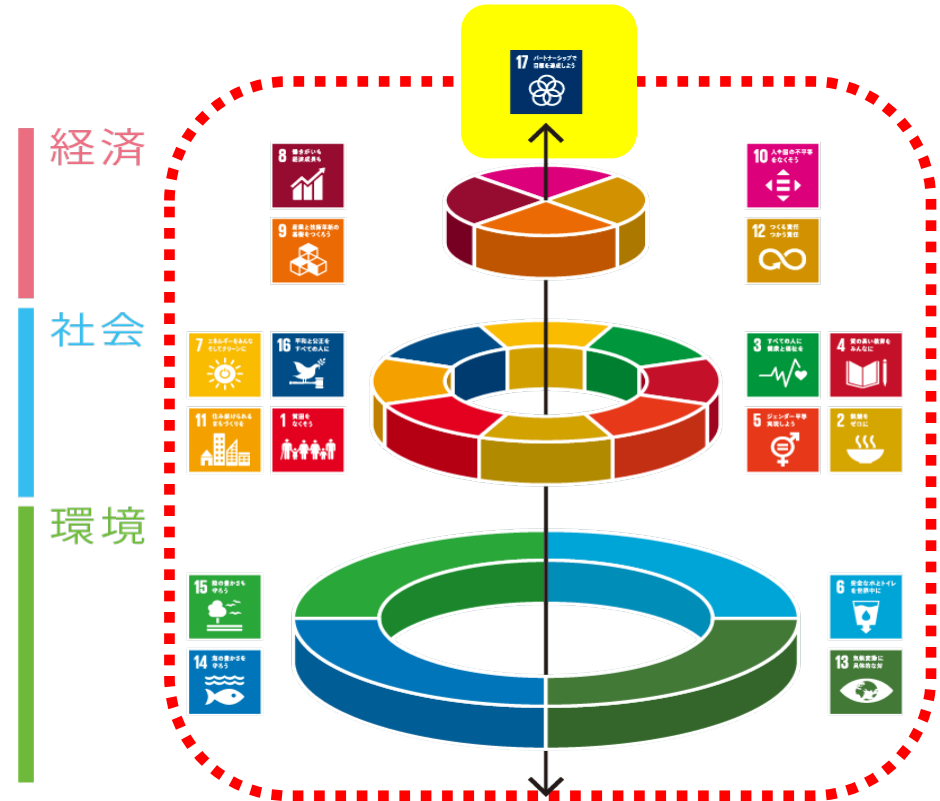 17 パートナーシップで
目標を達成しよう
経済
8 働きがいも
経済成長も
10 人や国の不平等
をなくそう
9 産業と技術革新の
基盤をつくろう
12 つくる責任
つかう責任
社会
7 エネルギーをみんなに
そしてクリーンに
16 平和と公正を
すべての人に
3 すべての人に
健康と福祉を
4 質の高い教育を
みんなに
11 住み続けられる
まちづくりを
1 貧困を
なくそう
5 ジェンダー平等を
実現しよう
2 飢餓を
ゼロに
環境
15 陸の豊かさも
守ろう
6 安全な水とトイレ
を世界中に
14 海の豊かさを
守ろう
13 気候変動に
具体的な対